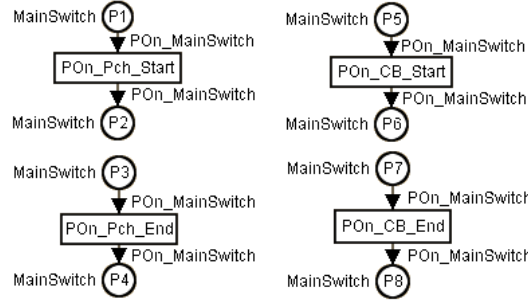 MainSwitch P1
POn_MainSwitch
POn_Pch_Start
POn_MainSwitch
MainSwitch P2
MainSwitch P5
POn_MainSwitch
POn_CB_Start
POn_MainSwitch
MainSwitch P6
MainSwitch P3
POn_MainSwitch
POn_Pch_End
POn_MainSwitch
MainSwitch P4
MainSwitch P7
POn_MainSwitch
POn_CB_End
POn_MainSwitch
MainSwitch P8